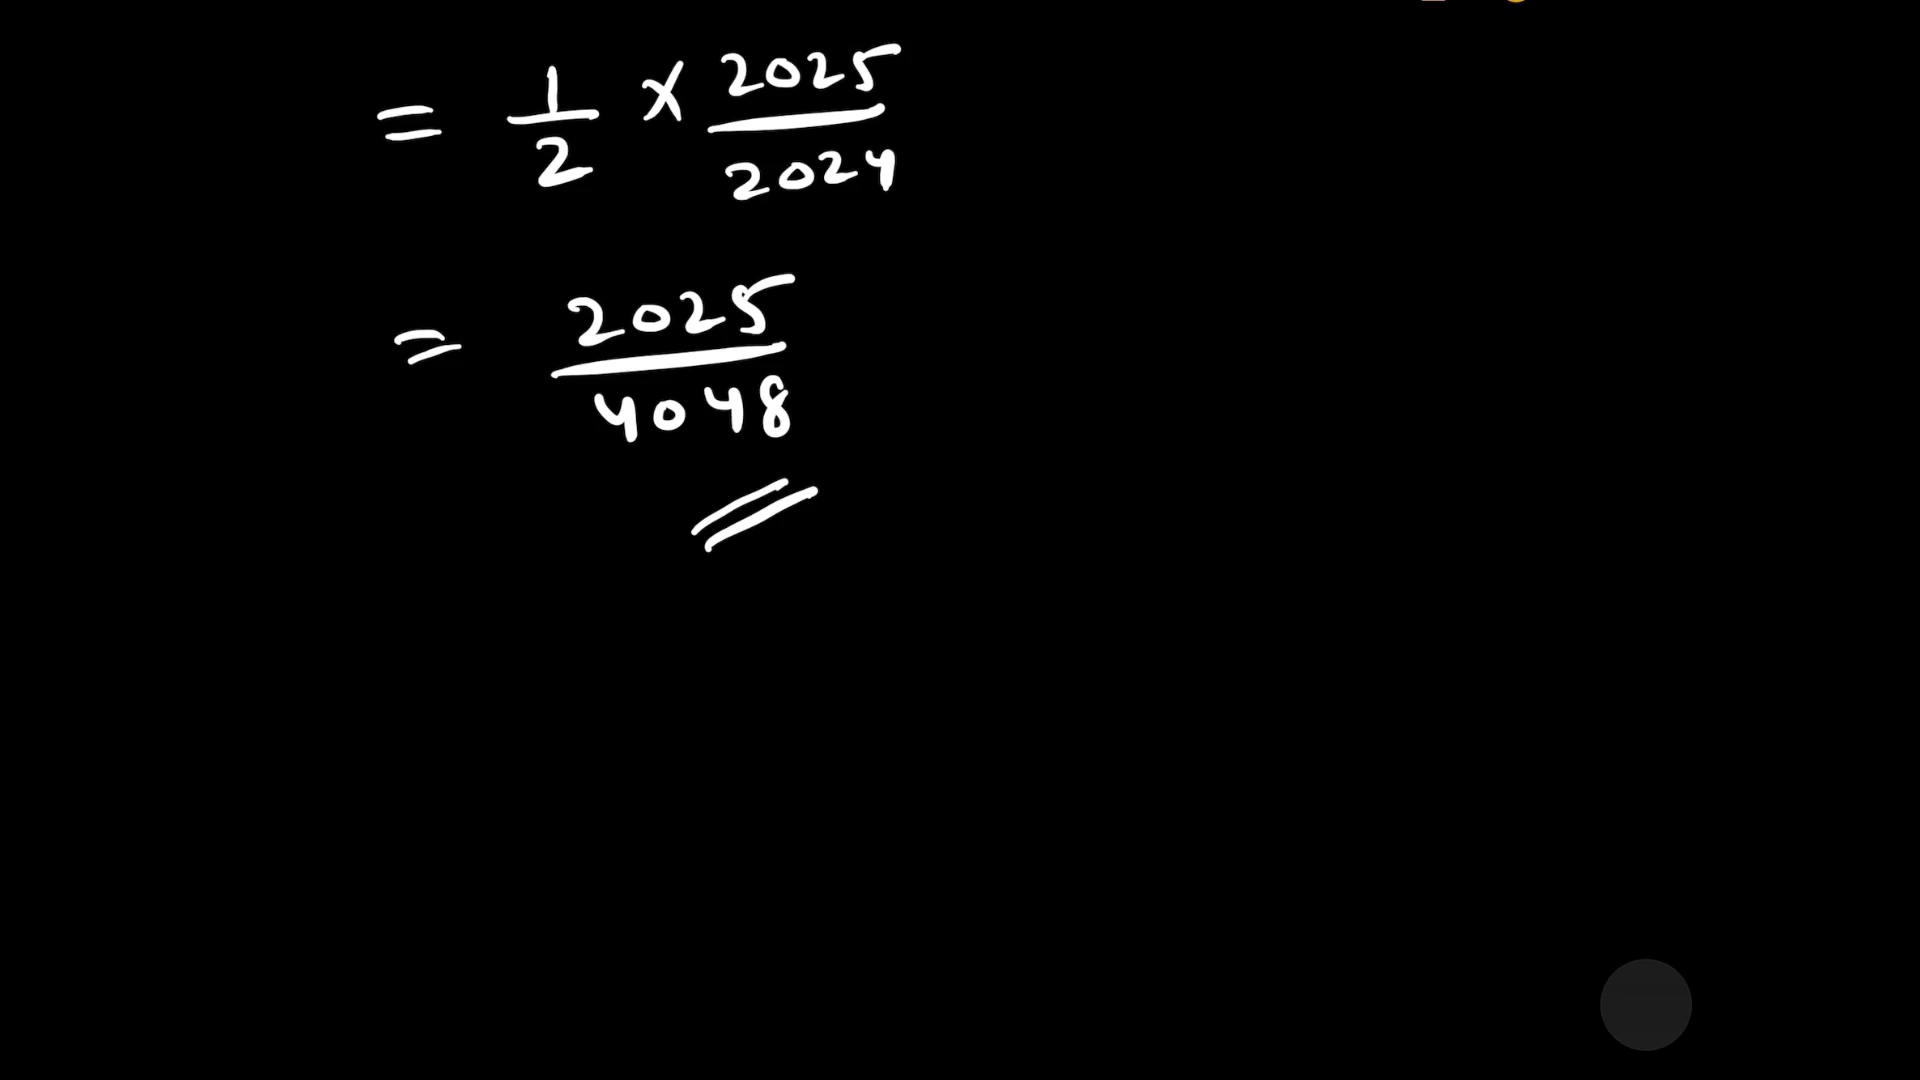 = 1/2 × 2025/2024
= 2025/4048